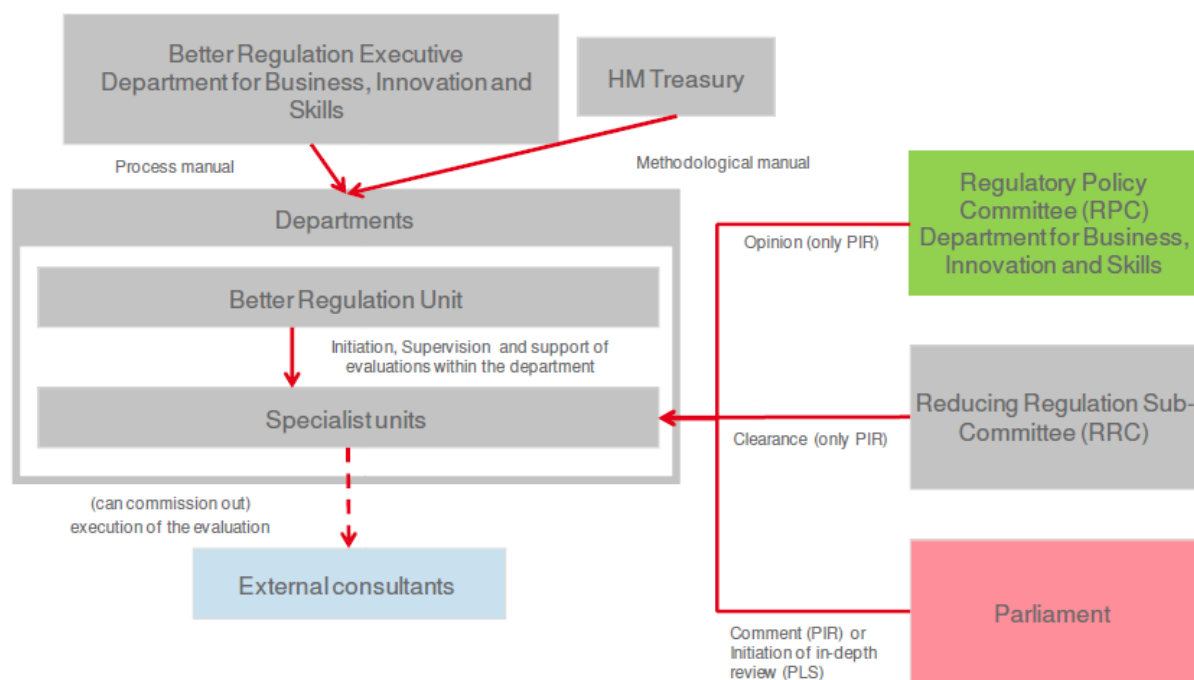 Better Regulation Executive
Department for Business, Innovation and
Skills
HM Treasury
Process manual
Methodological manual
Departments
Better Regulation Unit
Initiation, Supervision and support of
evaluations within the department
Specialist units
(can commission out)
execution of the evaluation
External consultants
Opinion (only PIR)
Regulatory Policy
Committee (RPC)
Department for Business,
Innovation and Skills
Clearance (only PIR)
Reducing Regulation Sub-
Committee (RRC)
Comment (PIR) or
Initiation of in-depth
review (PLS)
Parliament